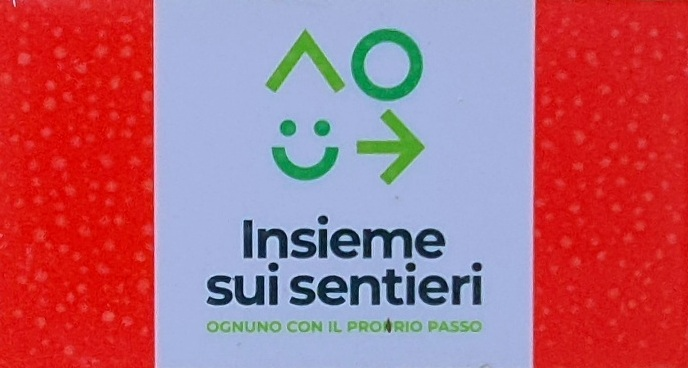 Insieme
sui sentieri
OGNUNO CON IL PROPRIO PASSO